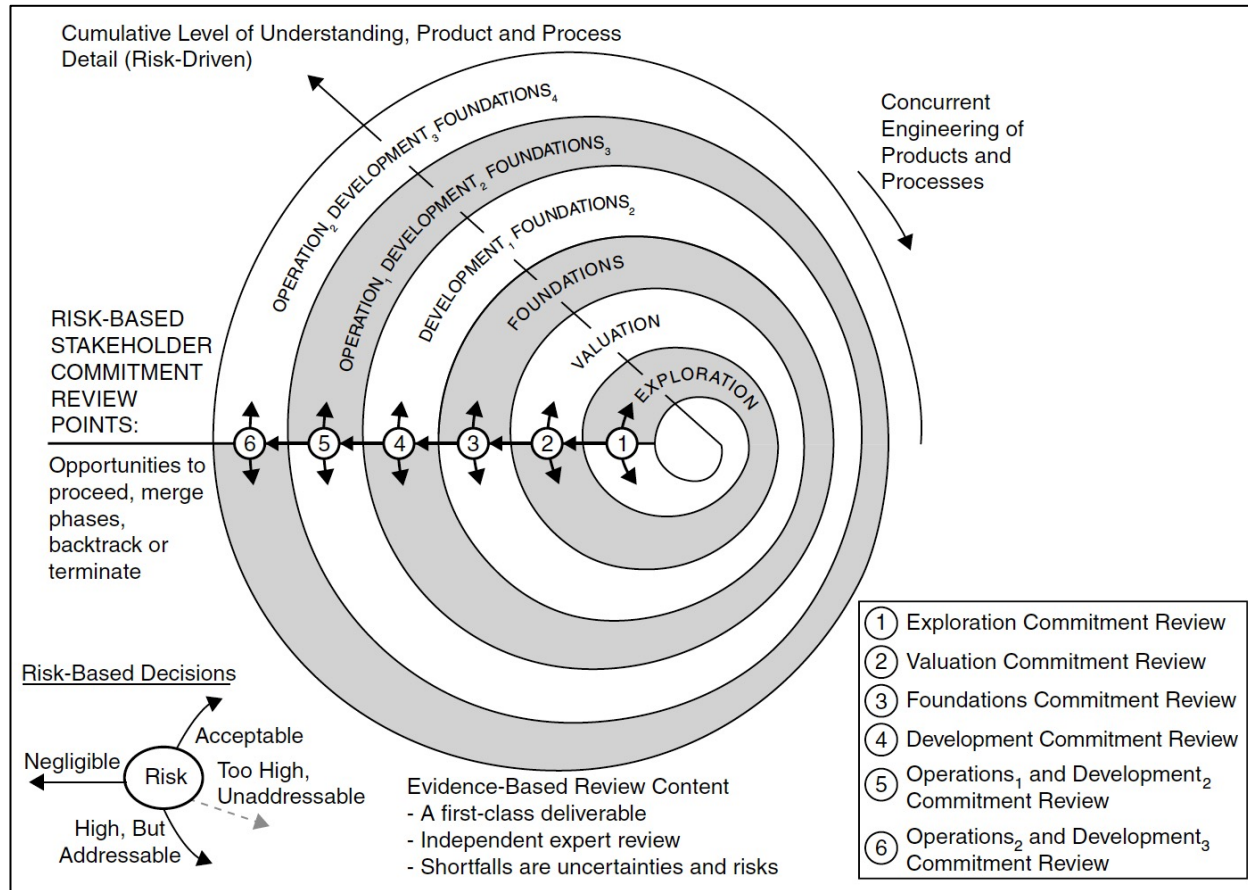 Cumulative Level of Understanding, Product and Process
Detail (Risk-Driven)
Concurrent
Engineering of
Products and
Processes
OPERATION₂ DEVELOPMENT₃ FOUNDATIONS₄
OPERATION₁ DEVELOPMENT₂ FOUNDATIONS₃
DEVELOPMENT₁ FOUNDATIONS₂
FOUNDATIONS
VALUATION
EXPLORATION
RISK-BASED
STAKEHOLDER
COMMITMENT
REVIEW
POINTS:
6 5 4 3 2 1
Opportunities to
proceed, merge
phases,
backtrack or
terminate
Risk-Based Decisions
Acceptable
Negligible
Risk
Too High,
Unaddressable
High, But
Addressable
Evidence-Based Review Content
- A first-class deliverable
- Independent expert review
- Shortfalls are uncertainties and risks
1 Exploration Commitment Review
2 Valuation Commitment Review
3 Foundations Commitment Review
4 Development Commitment Review
5 Operations₁ and Development₂
Commitment Review
6 Operations₂ and Development₃
Commitment Review